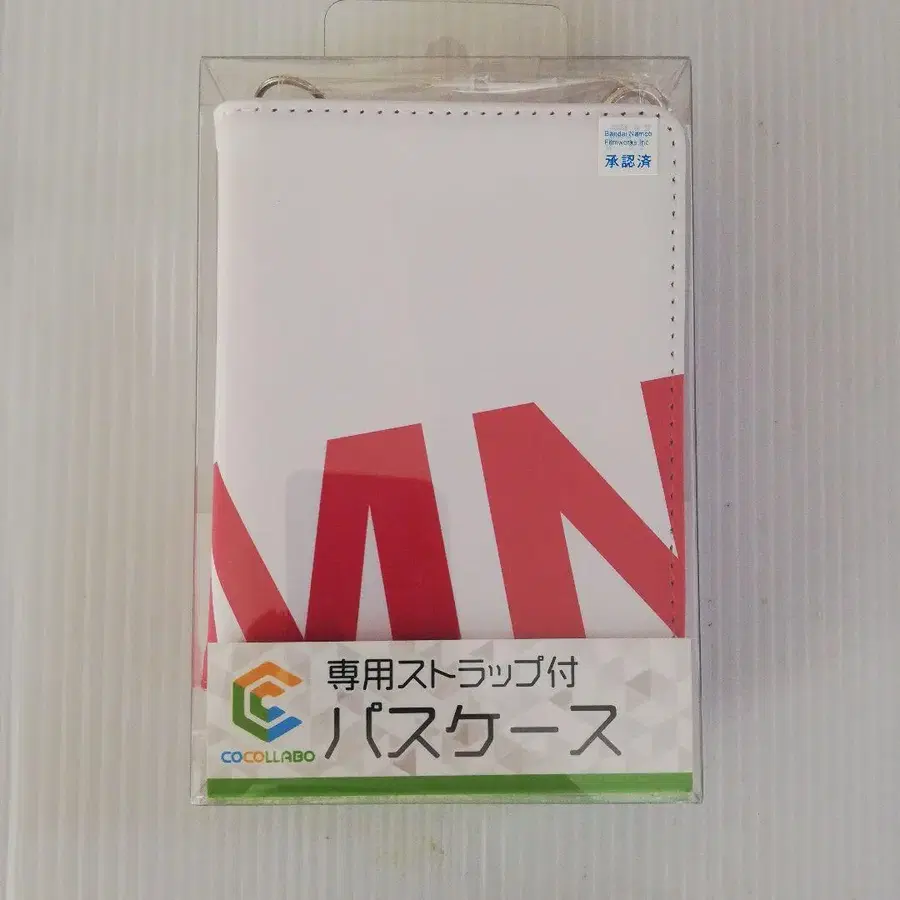 Bandai Namco
Filmworks Inc
承認済
MN
専用ストラップ付
パスケース
COCOLLABO